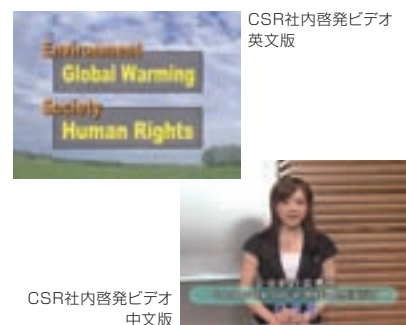 CSR社内啓発ビデオ
英文版
Environment
Global Warming
Society
Human Rights
CSR社内啓発ビデオ
中文版